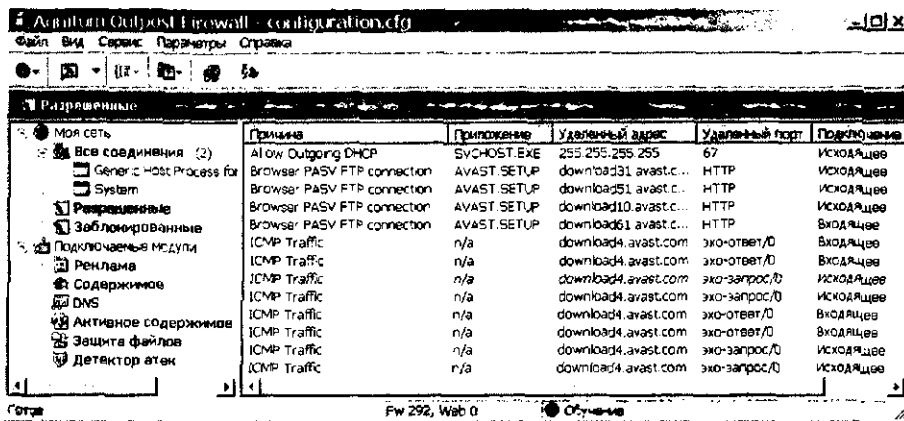 Agnitum Outpost Firewall - configuration.cfg
Файл Вид Сервис Параметры Справка
Разрешенные
Моя сеть
Все соединения (2)
Generic Host Process for
System
Разрешенные
Заблокированные
Подключаемые модули
Реклама
Содержимое
DNS
Активное содержимое
Защита файлов
Детектор атак
Причина Приложение Удаленный адрес Удаленный порт Подключение
Allow Outgoing DHCP SVCHOST.EXE 255.255.255.255 67 Исходящее
Browser PASV FTP connection AVAST.SETUP download31.avast.c... HTTP Исходящее
Browser PASV FTP connection AVAST.SETUP download51.avast.c... HTTP Исходящее
Browser PASV FTP connection AVAST.SETUP download10.avast.c... HTTP Исходящее
Browser PASV FTP connection AVAST.SETUP download61.avast.c... HTTP Входящее
ICMP Traffic n/a download4.avast.com эхо-ответ/0 Входящее
ICMP Traffic n/a download4.avast.com эхо-ответ/0 Входящее
ICMP Traffic n/a download4.avast.com эхо-запрос/0 Исходящее
ICMP Traffic n/a download4.avast.com эхо-запрос/0 Исходящее
ICMP Traffic n/a download4.avast.com эхо-ответ/0 Входящее
ICMP Traffic n/a download4.avast.com эхо-ответ/0 Входящее
ICMP Traffic n/a download4.avast.com эхо-запрос/0 Исходящее
ICMP Traffic n/a download4.avast.com эхо-запрос/0 Исходящее
Готов Fw 292, Web 0 Обучение